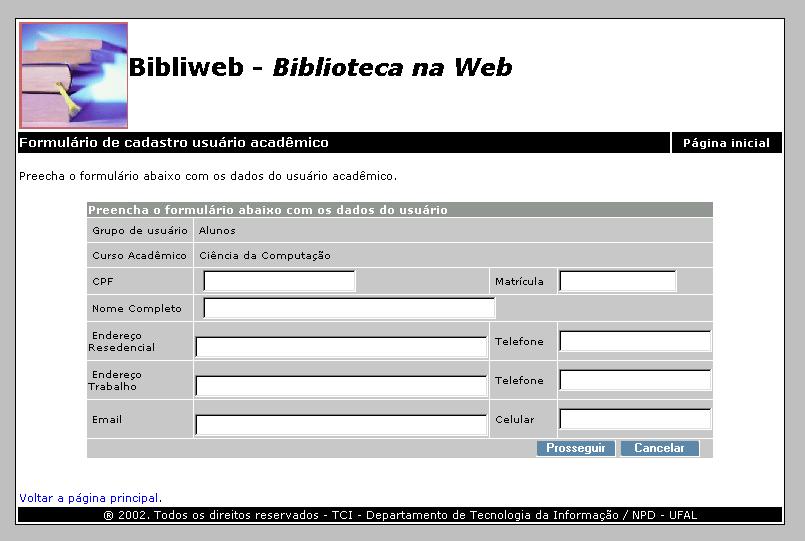 Bibliweb - Biblioteca na Web
Formulário de cadastro usuário acadêmico
Página inicial
Preecha o formulário abaixo com os dados do usuário acadêmico.
Preencha o formulário abaixo com os dados do usuário
Grupo de usuário Alunos
Curso Acadêmico Ciência da Computação
CPF Matrícula
Nome Completo
Endereço
Resedencial Telefone
Endereço
Trabalho Telefone
Email Celular
Prosseguir Cancelar
Voltar a página principal.
® 2002. Todos os direitos reservados - TCI - Departamento de Tecnologia da Informação / NPD - UFAL